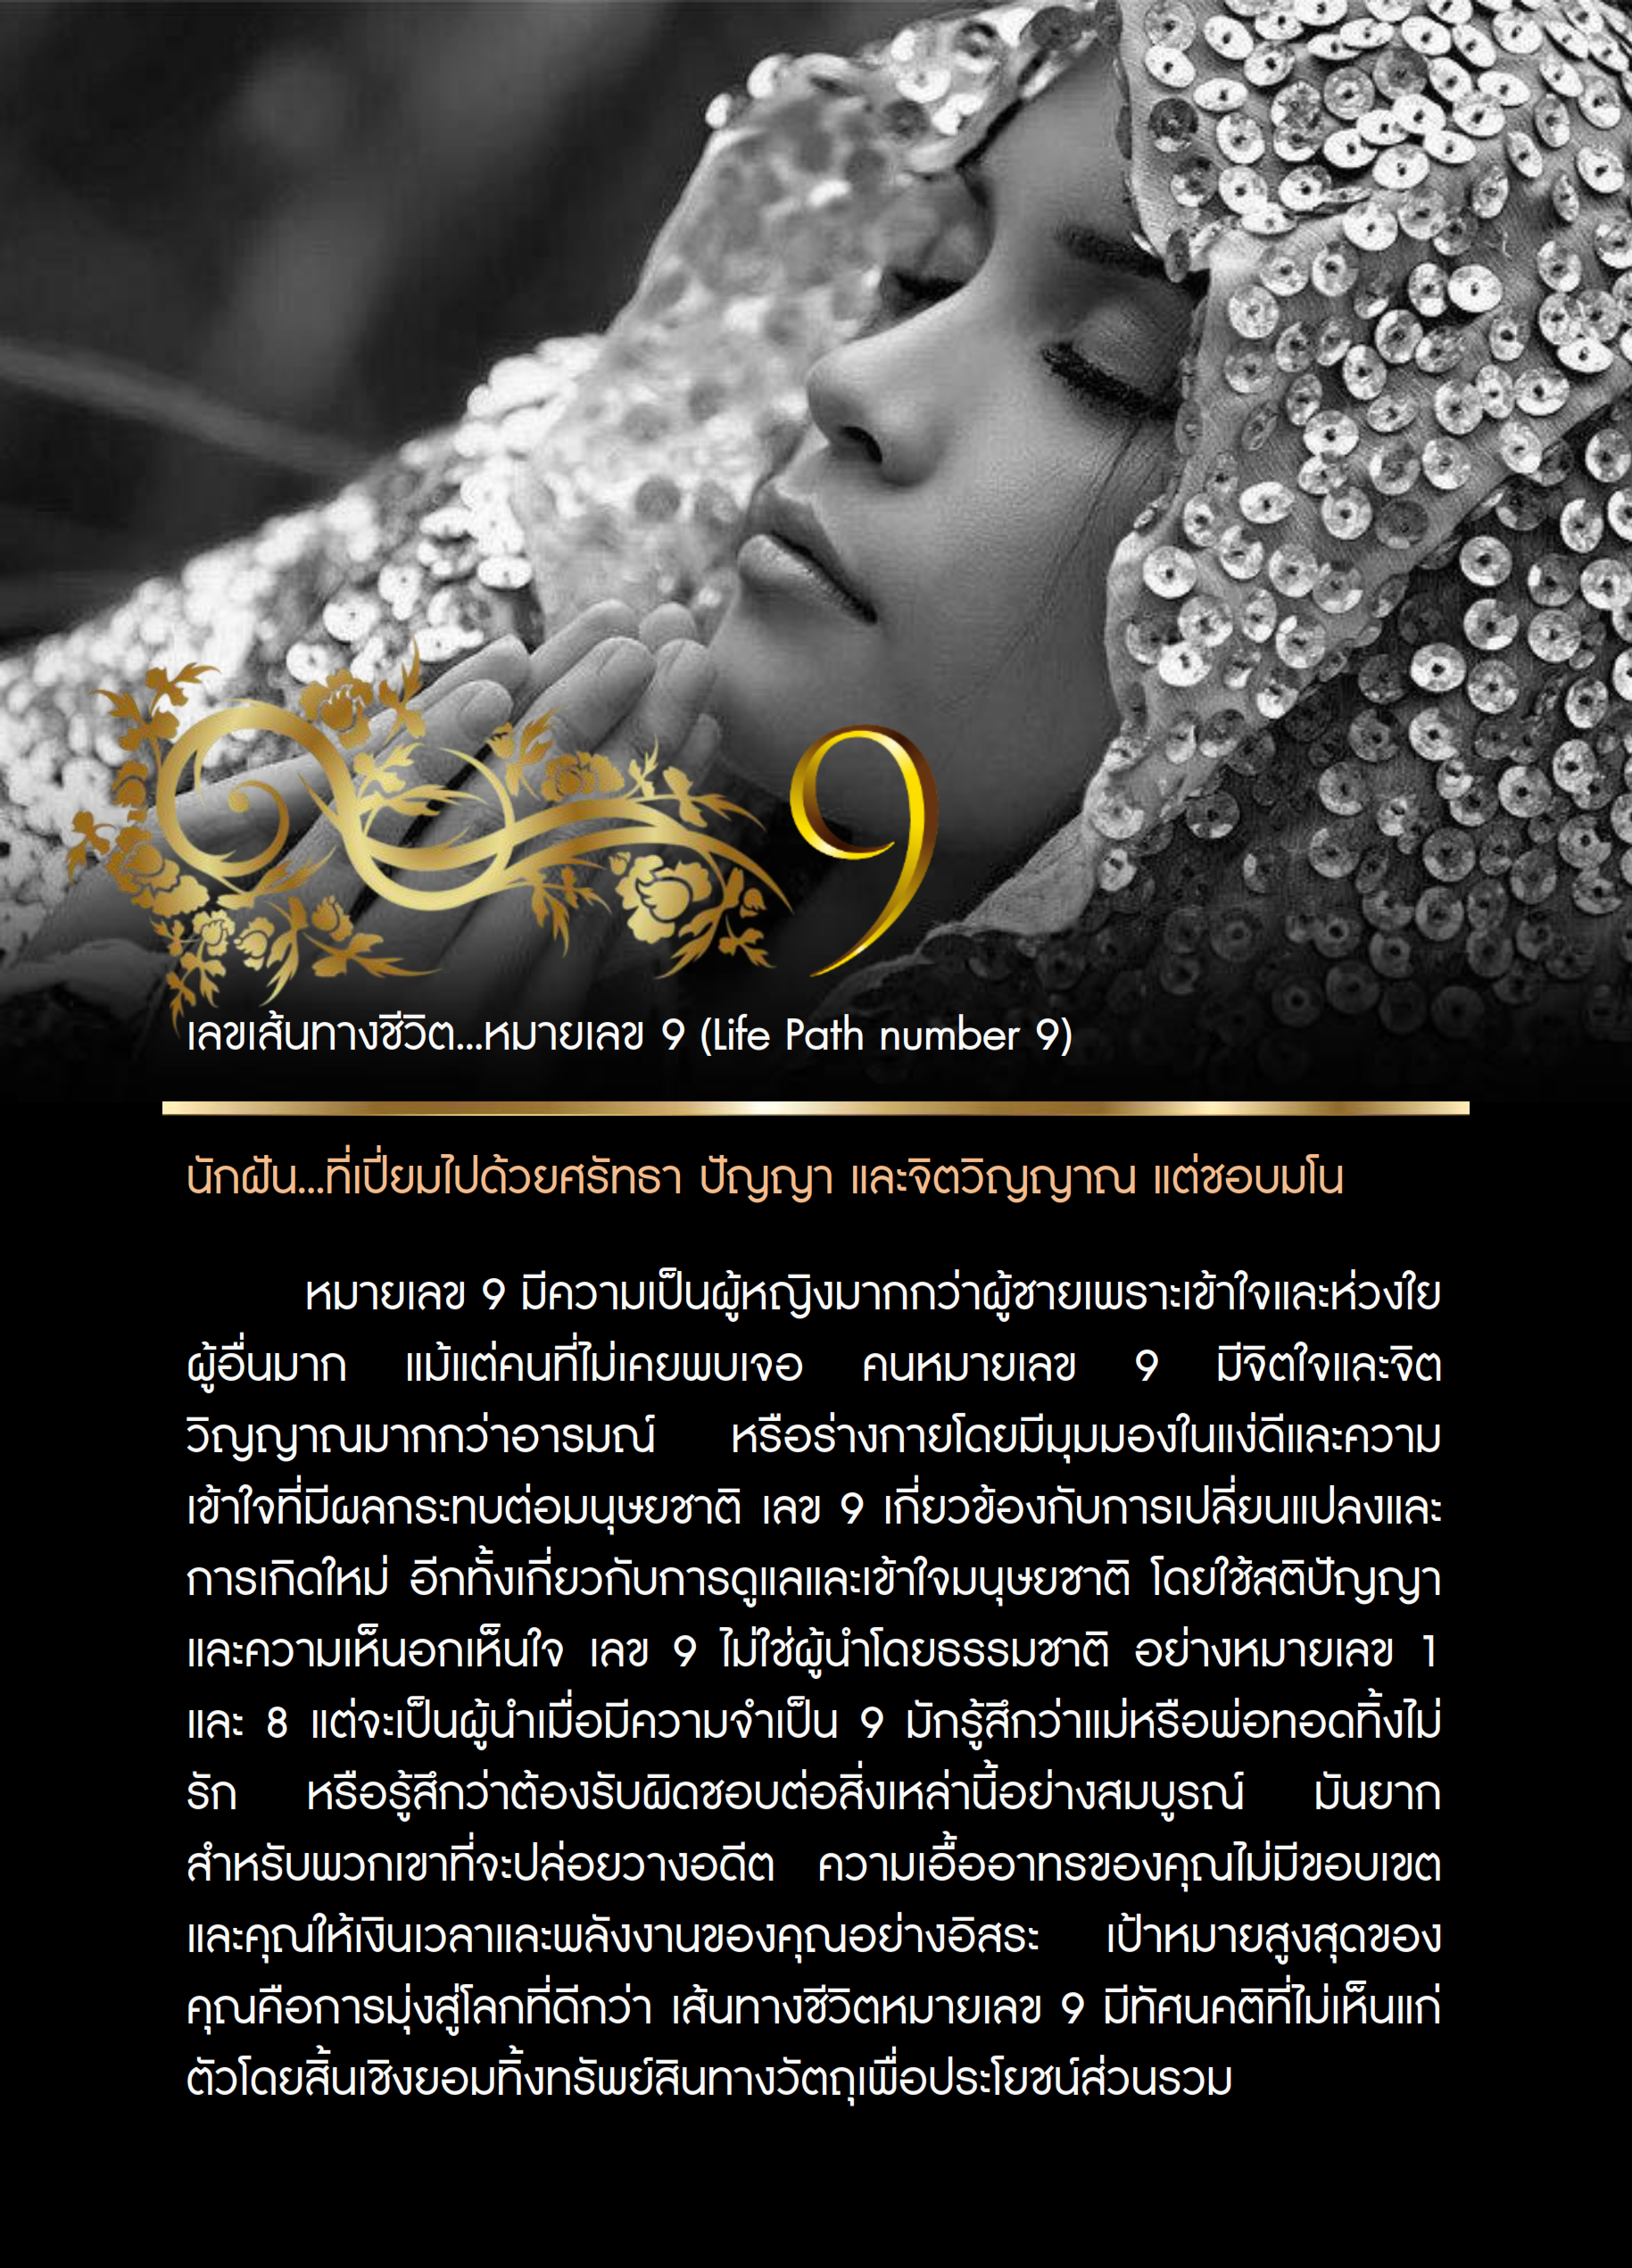 9
เลขเส้นทางชีวิต...หมายเลข 9 (Life Path number 9)
นักฝัน...ที่เปี่ยมไปด้วยศรัทธา ปัญญา และจิตวิญญาณ แต่ชอบมโน
หมายเลข 9 มีความเป็นผู้หญิงมากกว่าผู้ชายเพราะเข้าใจและห่วงใย
ผู้อื่นมาก แม้แต่คนที่ไม่เคยพบเจอ คนหมายเลข 9 มีจิตใจและจิต
วิญญาณมากกว่าอารมณ์ หรือร่างกายโดยมีมุมมองในแง่ดีและความ
เข้าใจที่มีผลกระทบต่อมนุษยชาติ เลข 9 เกี่ยวข้องกับการเปลี่ยนแปลงและ
การเกิดใหม่ อีกทั้งเกี่ยวกับการดูแลและเข้าใจมนุษยชาติ โดยใช้สติปัญญา
และความเห็นอกเห็นใจ เลข 9 ไม่ใช่ผู้นำโดยธรรมชาติ อย่างหมายเลข 1
และ 8 แต่จะเป็นผู้นำเมื่อมีความจำเป็น 9 มักรู้สึกว่าแม่หรือพ่อทอดทิ้งไม่
รัก หรือรู้สึกว่าต้องรับผิดชอบต่อสิ่งเหล่านี้อย่างสมบูรณ์ มันยาก
สำหรับพวกเขาที่จะปล่อยวางอดีต ความเอื้ออาทรของคุณไม่มีขอบเขต
และคุณให้เงินเวลาและพลังงานของคุณอย่างอิสระ เป้าหมายสูงสุดของ
คุณคือการมุ่งสู่โลกที่ดีกว่า เส้นทางชีวิตหมายเลข 9 มีทัศนคติที่ไม่เห็นแก่
ตัวโดยสิ้นเชิงยอมทิ้งทรัพย์สินทางวัตถุเพื่อประโยชน์ส่วนรวม